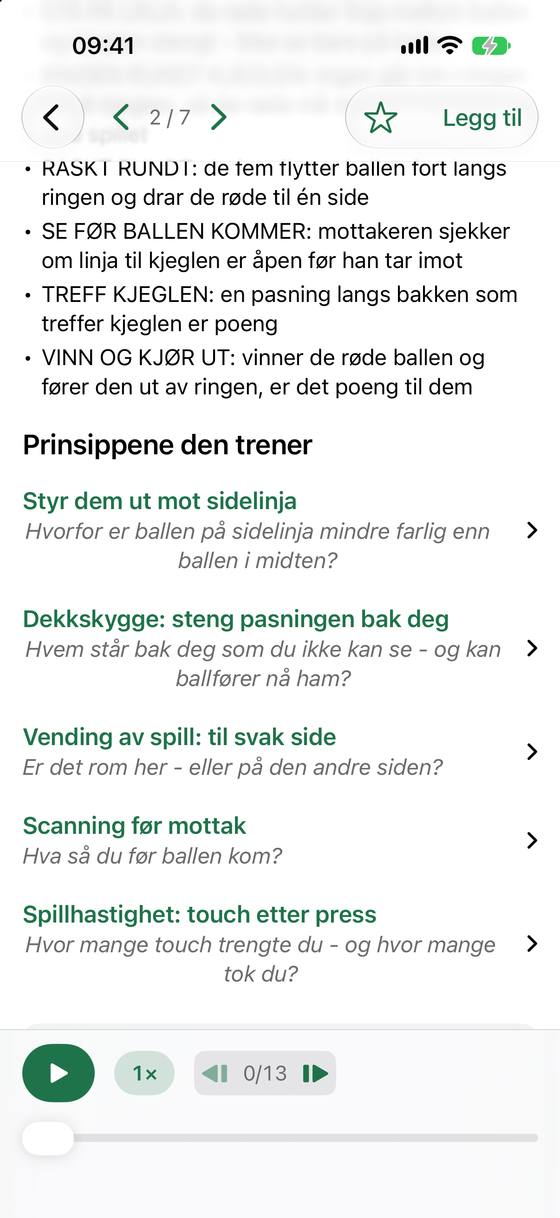 09:41
2 / 7
Legg til
• RASKT RUNDT: de fem flytter ballen fort langs
ringen og drar de røde til én side
• SE FØR BALLEN KOMMER: mottakeren sjekker
om linja til kjeglen er åpen før han tar imot
• TREFF KJEGLEN: en pasning langs bakken som
treffer kjeglen er poeng
• VINN OG KJØR UT: vinner de røde ballen og
fører den ut av ringen, er det poeng til dem
Prinsippene den trener
Styr dem ut mot sidelinja
Hvorfor er ballen på sidelinja mindre farlig enn
ballen i midten?
Dekkskygge: steng pasningen bak deg
Hvem står bak deg som du ikke kan se - og kan
ballfører nå ham?
Vending av spill: til svak side
Er det rom her - eller på den andre siden?
Scanning før mottak
Hva så du før ballen kom?
Spillhastighet: touch etter press
Hvor mange touch trengte du - og hvor mange
tok du?
1×
0/13